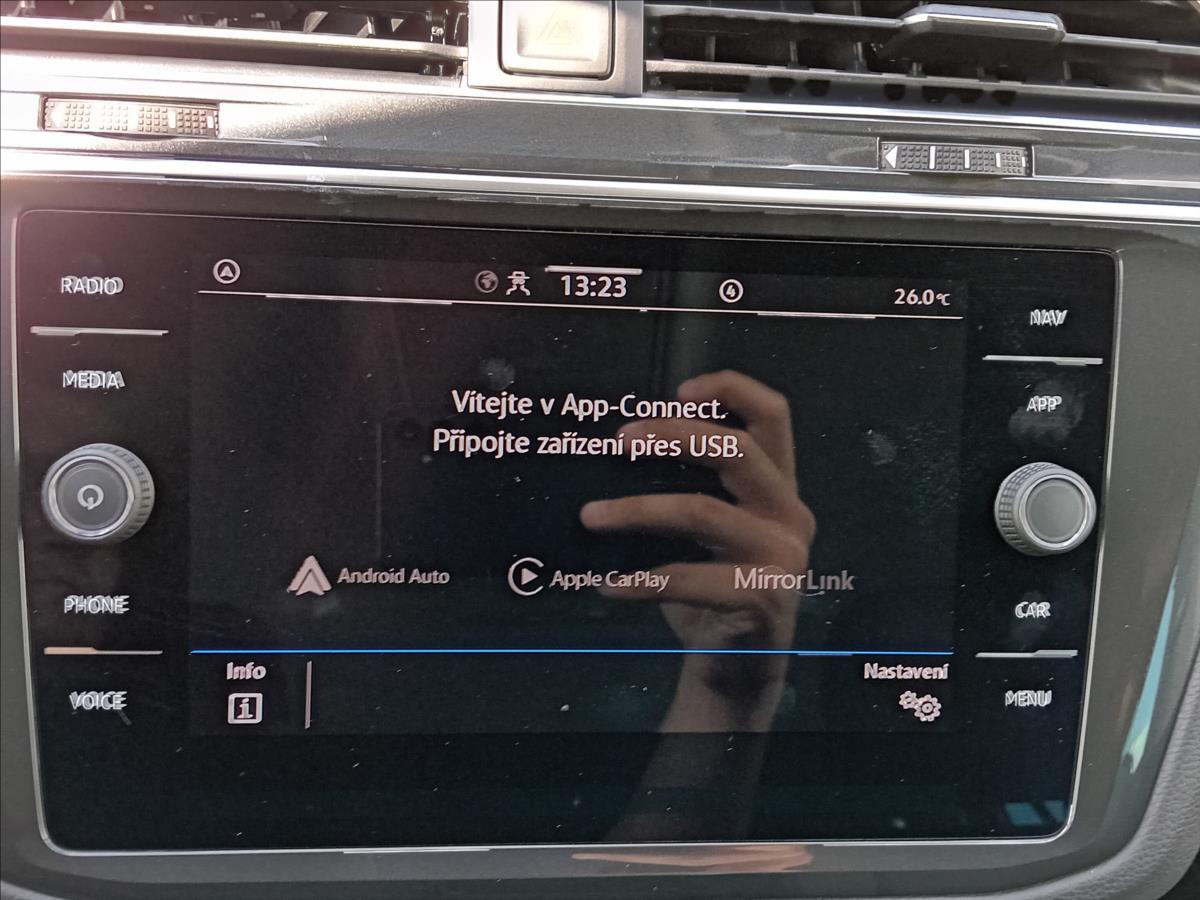 RADIO
MEDIA
PHONE
VOICE
13:23
4
26.0°C
Vítejte v App-Connect.
Připojte zařízení přes USB.
Android Auto
Apple CarPlay
MirrorLink
Info
i
Nastavení
NAV
APP
CAR
MENU